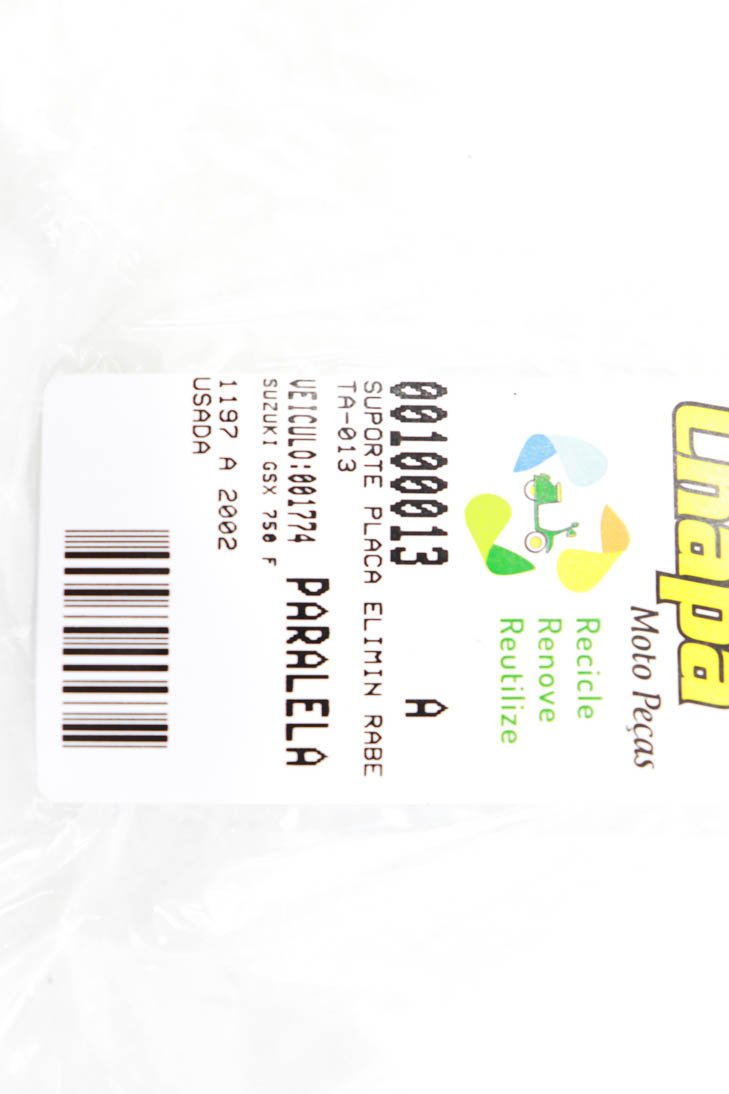 Chapa
Moto Peças
Recicle
Renove
Reutilize
00100013 A
SUPORTE PLACA ELIMIN RABE
TA-013
VEICULO:001774 PARALELA
SUZUKI GSX 750 F
1197 A 2002
USADA